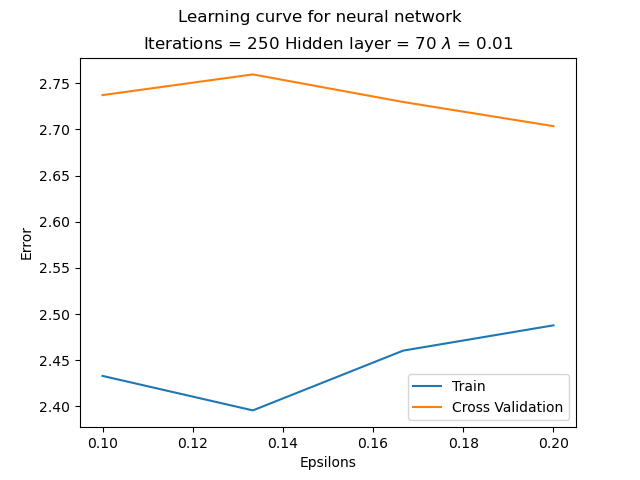 Learning curve for neural network
Iterations = 250 Hidden layer = 70 λ = 0.01
2.75
2.70
2.65
2.60
2.55
2.50
2.45
2.40
Error
Train
Cross Validation
0.10 0.12 0.14 0.16 0.18 0.20
Epsilons